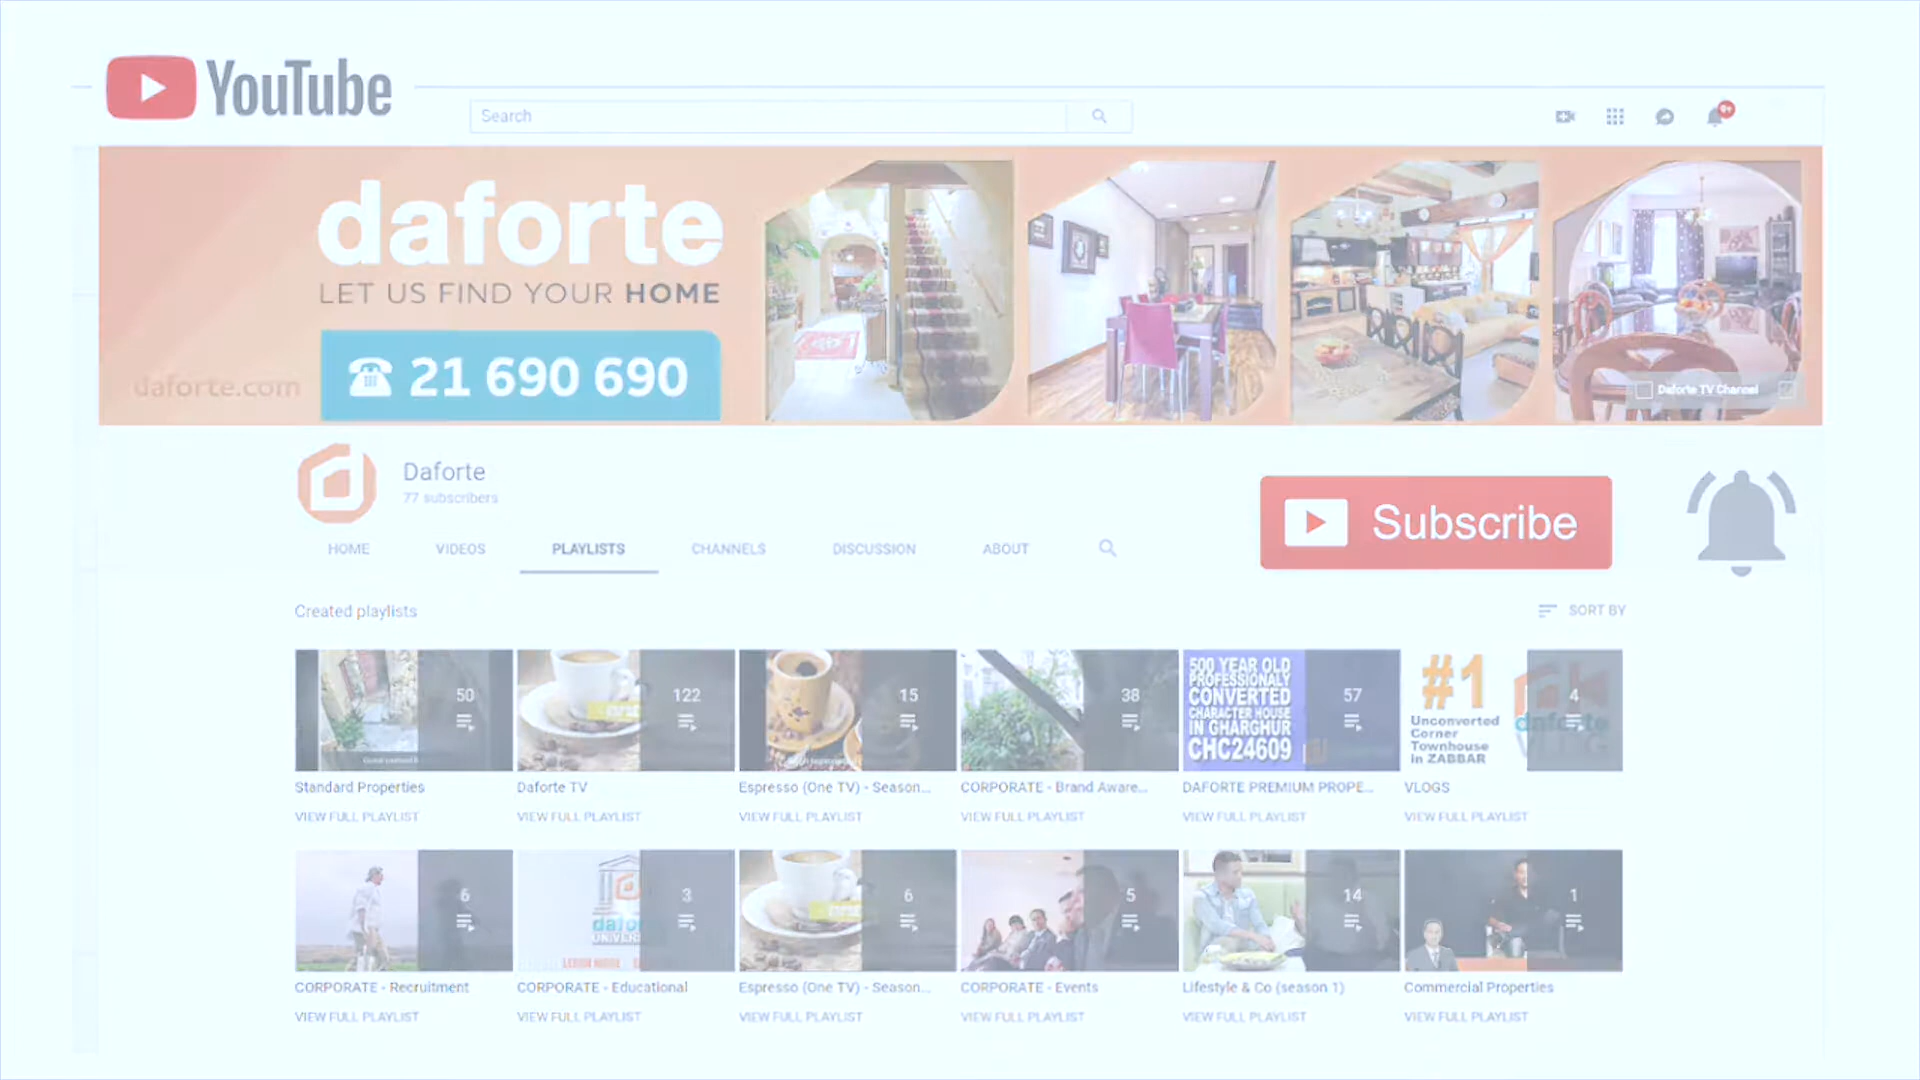 YouTube
Search
9+
daforte
LET US FIND YOUR HOME
21 690 690
daforte.com
Daforte TV Channel
Daforte
77 subscribers
Subscribe
HOME VIDEOS PLAYLISTS CHANNELS DISCUSSION ABOUT
Created playlists
SORT BY
50 122 15 38 57 4
500 YEAR OLD
PROFESSIONALY
CONVERTED
CHARACTER HOUSE
IN GHARGHUR
CHC24609
#1
Unconverted
Corner
Townhouse
in ZABBAR
daforte
VLOG
Standard Properties Daforte TV Espresso (One TV) - Season... CORPORATE - Brand Aware... DAFORTE PREMIUM PROPE... VLOGS
VIEW FULL PLAYLIST VIEW FULL PLAYLIST VIEW FULL PLAYLIST VIEW FULL PLAYLIST VIEW FULL PLAYLIST VIEW FULL PLAYLIST
6 3 6 5 14 1
CORPORATE - Recruitment CORPORATE - Educational Espresso (One TV) - Season... CORPORATE - Events Lifestyle & Co (season 1) Commercial Properties
VIEW FULL PLAYLIST VIEW FULL PLAYLIST VIEW FULL PLAYLIST VIEW FULL PLAYLIST VIEW FULL PLAYLIST VIEW FULL PLAYLIST